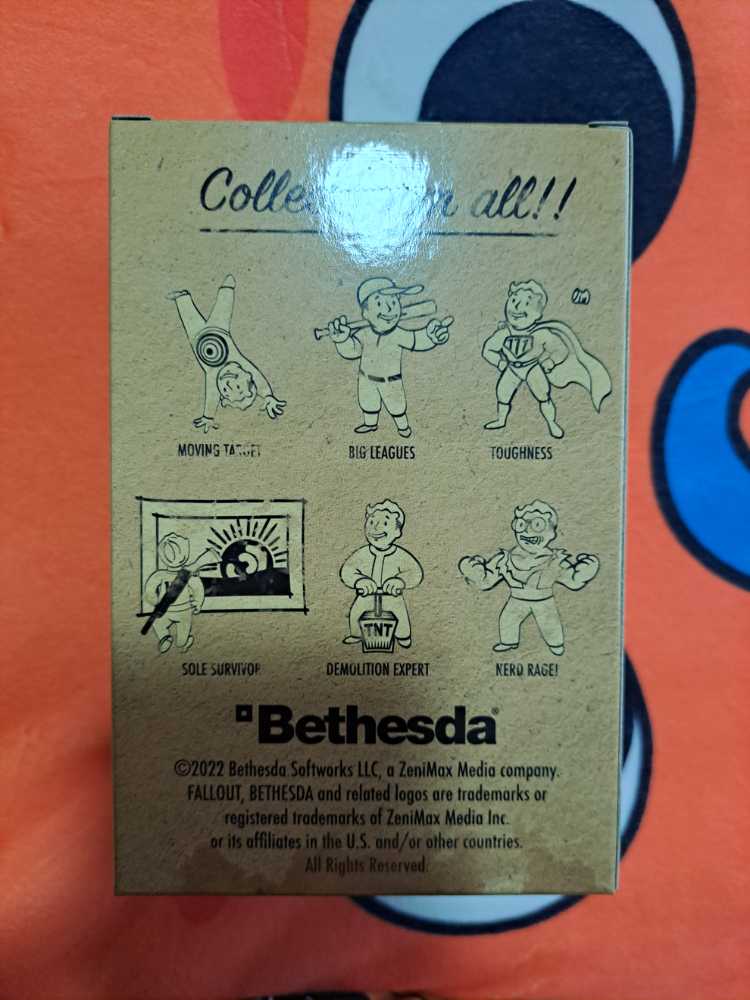 all!!
MOVING TARGET
BIG LEAGUES
TOUGHNESS
SOLE SURVIVOR
DEMOLITION EXPERT
NERD RAGE!
TNT
Bethesda®
©2022 Bethesda Softworks LLC, a ZeniMax Media company.
FALLOUT, BETHESDA and related logos are trademarks or
registered trademarks of ZeniMax Media Inc.
or its affiliates in the U.S. and/or other countries.
All Rights Reserved.